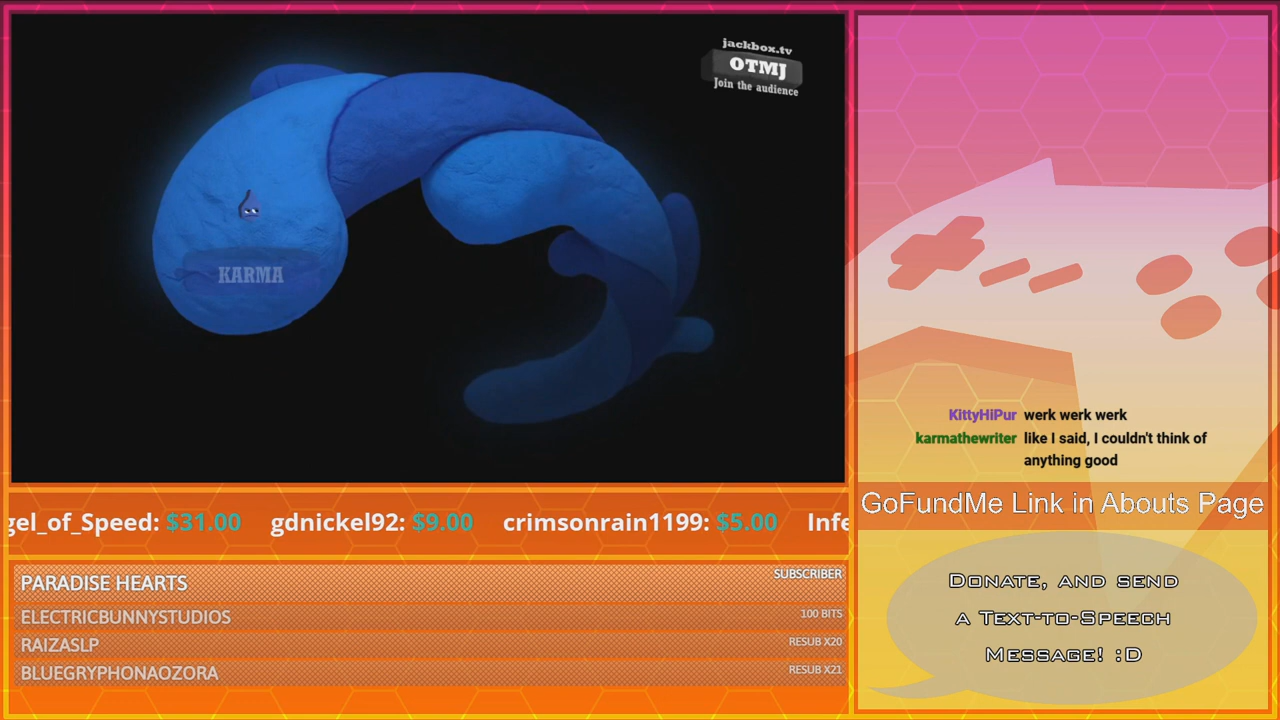 jackbox.tv
OTMJ
Join the audience
KARMA
KittyHiPur werk werk werk
karmathewriter like I said, I couldn't think of
anything good
GoFundMe Link in Abouts Page
gel_of_Speed: $31.00 gdnickel92: $9.00 crimsonrain1199: $5.00 Infe
PARADISE HEARTS SUBSCRIBER
ELECTRICBUNNYSTUDIOS 100 BITS
RAIZASLP RESUB X20
BLUEGRYPHONAOZORA RESUB X21
Donate, and send
a Text-to-Speech
Message! :D